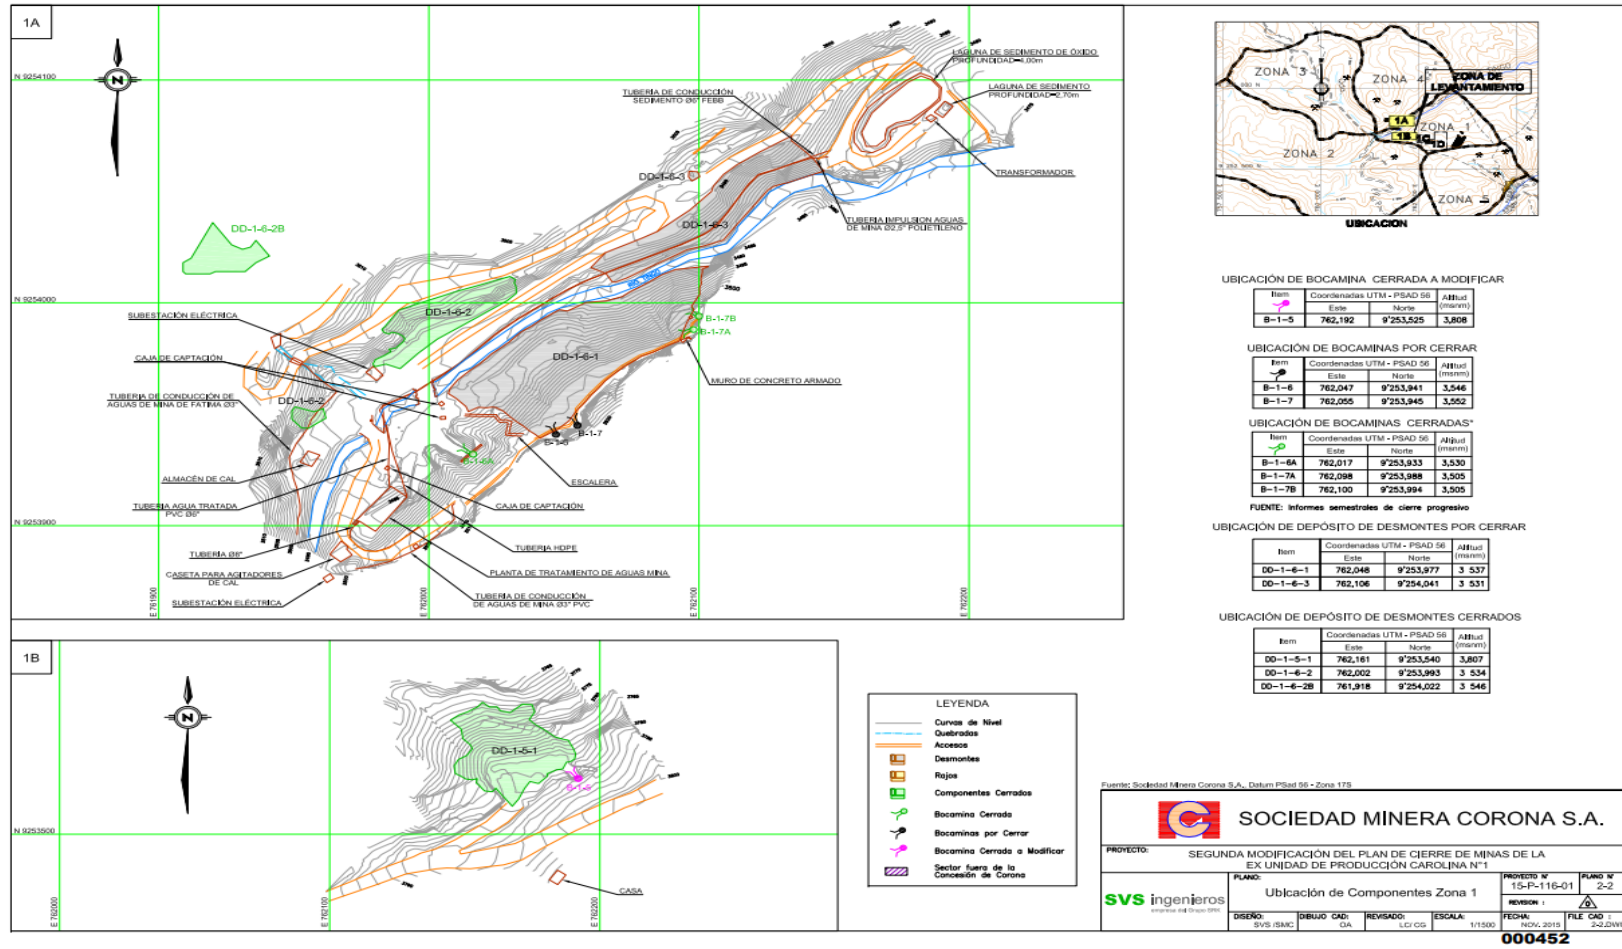 1A
N
N 9254100
N 9254000
N 9253900
E 761900
E 762000
E 762100
E 762200
LAGUNA DE SEDIMENTO DE ÓXIDO
PROFUNDIDAD=4,00m
LAGUNA DE SEDIMENTO
PROFUNDIDAD=2,70m
TUBERIA DE CONDUCCIÓN
SEDIMENTO Ø6" FEBB
TRANSFORMADOR
TUBERIA IMPULSION AGUAS
DE MINA Ø2,5" POLIETILENO
DD-1-6-3
DD-1-6-3
DD-1-6-2B
DD-1-6-2
DD-1-6-1
DD-1-6-2
B-1-7B
B-1-7A
B-1-7
B-1-6
B-1-6A
SUBESTACIÓN ELÉCTRICA
CAJA DE CAPTACIÓN
MURO DE CONCRETO ARMADO
TUBERIA DE CONDUCCIÓN DE
AGUAS DE MINA DE FATIMA Ø3"
ALMACÉN DE CAL
ESCALERA
TUBERIA AGUA TRATADA
PVC Ø6"
CAJA DE CAPTACIÓN
TUBERÍA Ø8"
TUBERIA HDPE
CASETA PARA AGITADORES
DE CAL
PLANTA DE TRATAMIENTO DE AGUAS MINA
SUBESTACIÓN ELÉCTRICA
TUBERIA DE CONDUCCIÓN
DE AGUAS DE MINA Ø3" PVC
1B
N
N 9253500
E 762000
E 762100
E 762200
DD-1-5-1
B-1-5
CASA
LEYENDA
Curvas de Nivel
Quebradas
Accesos
Desmontes
Rajos
Componentes Cerrados
Bocamina Cerrada
Bocaminas por Cerrar
Bocamina Cerrada a Modificar
Sector fuera de la
Concesión de Corona
ZONA 3
ZONA 4
ZONA DE
LEVANTAMIENTO
1A
1B
1C
1D
ZONA 1
ZONA 2
ZONA 5
UBICACION
UBICACIÓN DE BOCAMINA CERRADA A MODIFICAR
Item Coordenadas UTM - PSAD 56 Altitud (msnm)
Este Norte
B-1-5 762,192 9'253,525 3,808
UBICACIÓN DE BOCAMINAS POR CERRAR
Item Coordenadas UTM - PSAD 56 Altitud (msnm)
Este Norte
B-1-6 762,047 9'253,941 3,546
B-1-7 762,055 9'253,945 3,552
UBICACIÓN DE BOCAMINAS CERRADAS*
Item Coordenadas UTM - PSAD 56 Altitud (msnm)
Este Norte
B-1-6A 762,017 9'253,933 3,530
B-1-7A 762,098 9'253,988 3,505
B-1-7B 762,100 9'253,994 3,505
FUENTE: Informes semestrales de cierre progresivo
UBICACIÓN DE DEPÓSITO DE DESMONTES POR CERRAR
Item Coordenadas UTM - PSAD 56 Altitud (msnm)
Este Norte
DD-1-6-1 762,048 9'253,977 3 537
DD-1-6-3 762,106 9'254,041 3 531
UBICACIÓN DE DEPÓSITO DE DESMONTES CERRADOS
Item Coordenadas UTM - PSAD 56 Altitud (msnm)
Este Norte
DD-1-5-1 762,161 9'253,540 3,807
DD-1-6-2 762,002 9'253,993 3 534
DD-1-6-2B 761,918 9'254,022 3 546
Fuente: Sociedad Minera Corona S.A., Datum PSad 56 - Zona 17S
SOCIEDAD MINERA CORONA S.A.
PROYECTO:
SEGUNDA MODIFICACIÓN DEL PLAN DE CIERRE DE MINAS DE LA
EX UNIDAD DE PRODUCCIÓN CAROLINA N°1
SVS ingenieros
PLANO:
Ubicación de Componentes Zona 1
PROYECTO N°
15-P-116-01
PLANO N°
2-2
REVISION : 0
DISEÑO: SVS /SMC
DIBUJO CAD: OA
REVISADO: LC/ CG
ESCALA: 1/1500
FECHA: NOV. 2015
FILE CAD :
000452